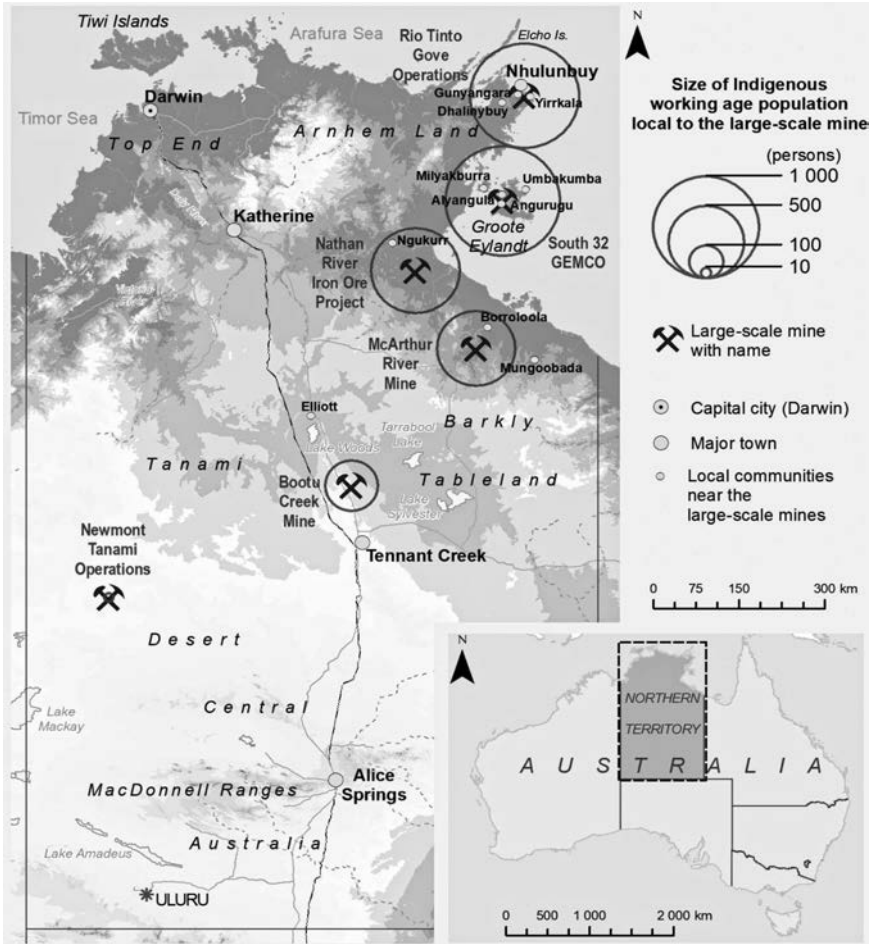 Tiwi Islands
Arafura Sea
Elcho Is.
Rio Tinto
Gove
Operations
Nhulunbuy
Gunyangara
Yirrkala
Dhalinybuy
Darwin
Timor Sea
Top End
Arnhem Land
Milyakburra
Umbakumba
Alyangula
Angurugu
Groote
Eylandt
South 32
GEMCO
Katherine
Daly River
Ngukurr
Nathan
River
Iron Ore
Project
Victoria
River
Borroloola
McArthur
River
Mine
Mungoobada
Elliott
Lake Woods
Tarrabool
Lake
Barkly
Tableland
Lake
Sylvester
Tanami
Bootu
Creek
Mine
Tennant Creek
Newmont
Tanami
Operations
Desert
Lake
Mackay
Central
Alice
Springs
MacDonnell Ranges
Australia
Lake Amadeus
ULURU
N
Size of Indigenous
working age population
local to the large-scale mine
(persons)
1 000
500
100
10
Large-scale mine
with name
Capital city (Darwin)
Major town
Local communities
near the
large-scale mines
0 75 150 300 km
N
NORTHERN
TERRITORY
AUSTRALIA
0 500 1 000 2 000 km